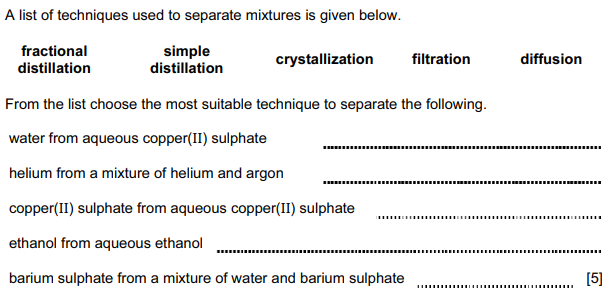 A list of techniques used to separate mixtures is given below.
fractional distillation simple distillation crystallization filtration diffusion
From the list choose the most suitable technique to separate the following.
water from aqueous copper(II) sulphate
helium from a mixture of helium and argon
copper(II) sulphate from aqueous copper(II) sulphate
ethanol from aqueous ethanol
barium sulphate from a mixture of water and barium sulphate [5]